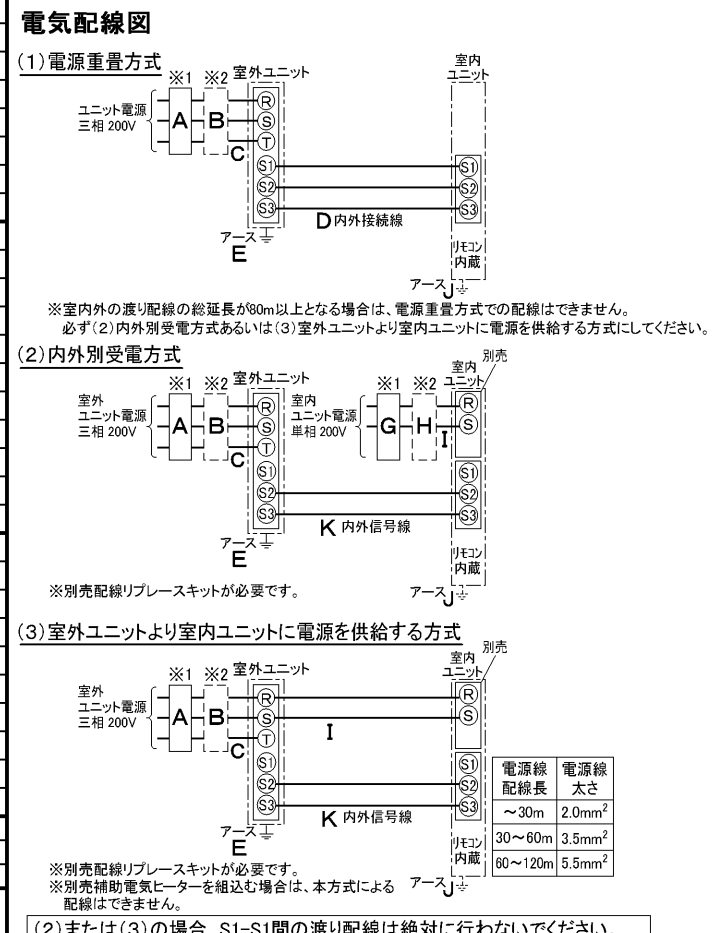 電気配線図
(1)電源重畳方式
※1 ※2 室外ユニット
室内
ユニット
ユニット電源
三相 200V
A B C
R
S
T
S1
S2
S3
S1
S2
S3
D 内外接続線
アース
E
リモコン
内蔵
アース J
※室内外の渡り配線の総延長が80m以上となる場合は、電源重畳方式での配線はできません。
必ず(2)内外別受電方式あるいは(3)室外ユニットより室内ユニットに電源を供給する方式にしてください。
(2)内外別受電方式
※1 ※2 室外ユニット
※1 ※2
室内
ユニット
別売
室外
ユニット電源
三相 200V
A B C
R
S
T
S1
S2
S3
室内
ユニット電源
単相 200V
G H I
R
S
S1
S2
S3
K 内外信号線
アース
E
リモコン
内蔵
アース J
※別売配線リプレースキットが必要です。
(3)室外ユニットより室内ユニットに電源を供給する方式
※1 ※2 室外ユニット
室内
ユニット
別売
室外
ユニット電源
三相 200V
A B C
R
S
T
S1
S2
S3
I
R
S
S1
S2
S3
K 内外信号線
アース
E
リモコン
内蔵
アース J
電源線 電源線
配線長 太さ
～30m 2.0mm²
30～60m 3.5mm²
60～120m 5.5mm²
※別売配線リプレースキットが必要です。
※別売補助電気ヒーターを組込む場合は、本方式による
配線はできません。
(2)または(3)の場合、S1-S1間の渡り配線は絶対に行わないでください。